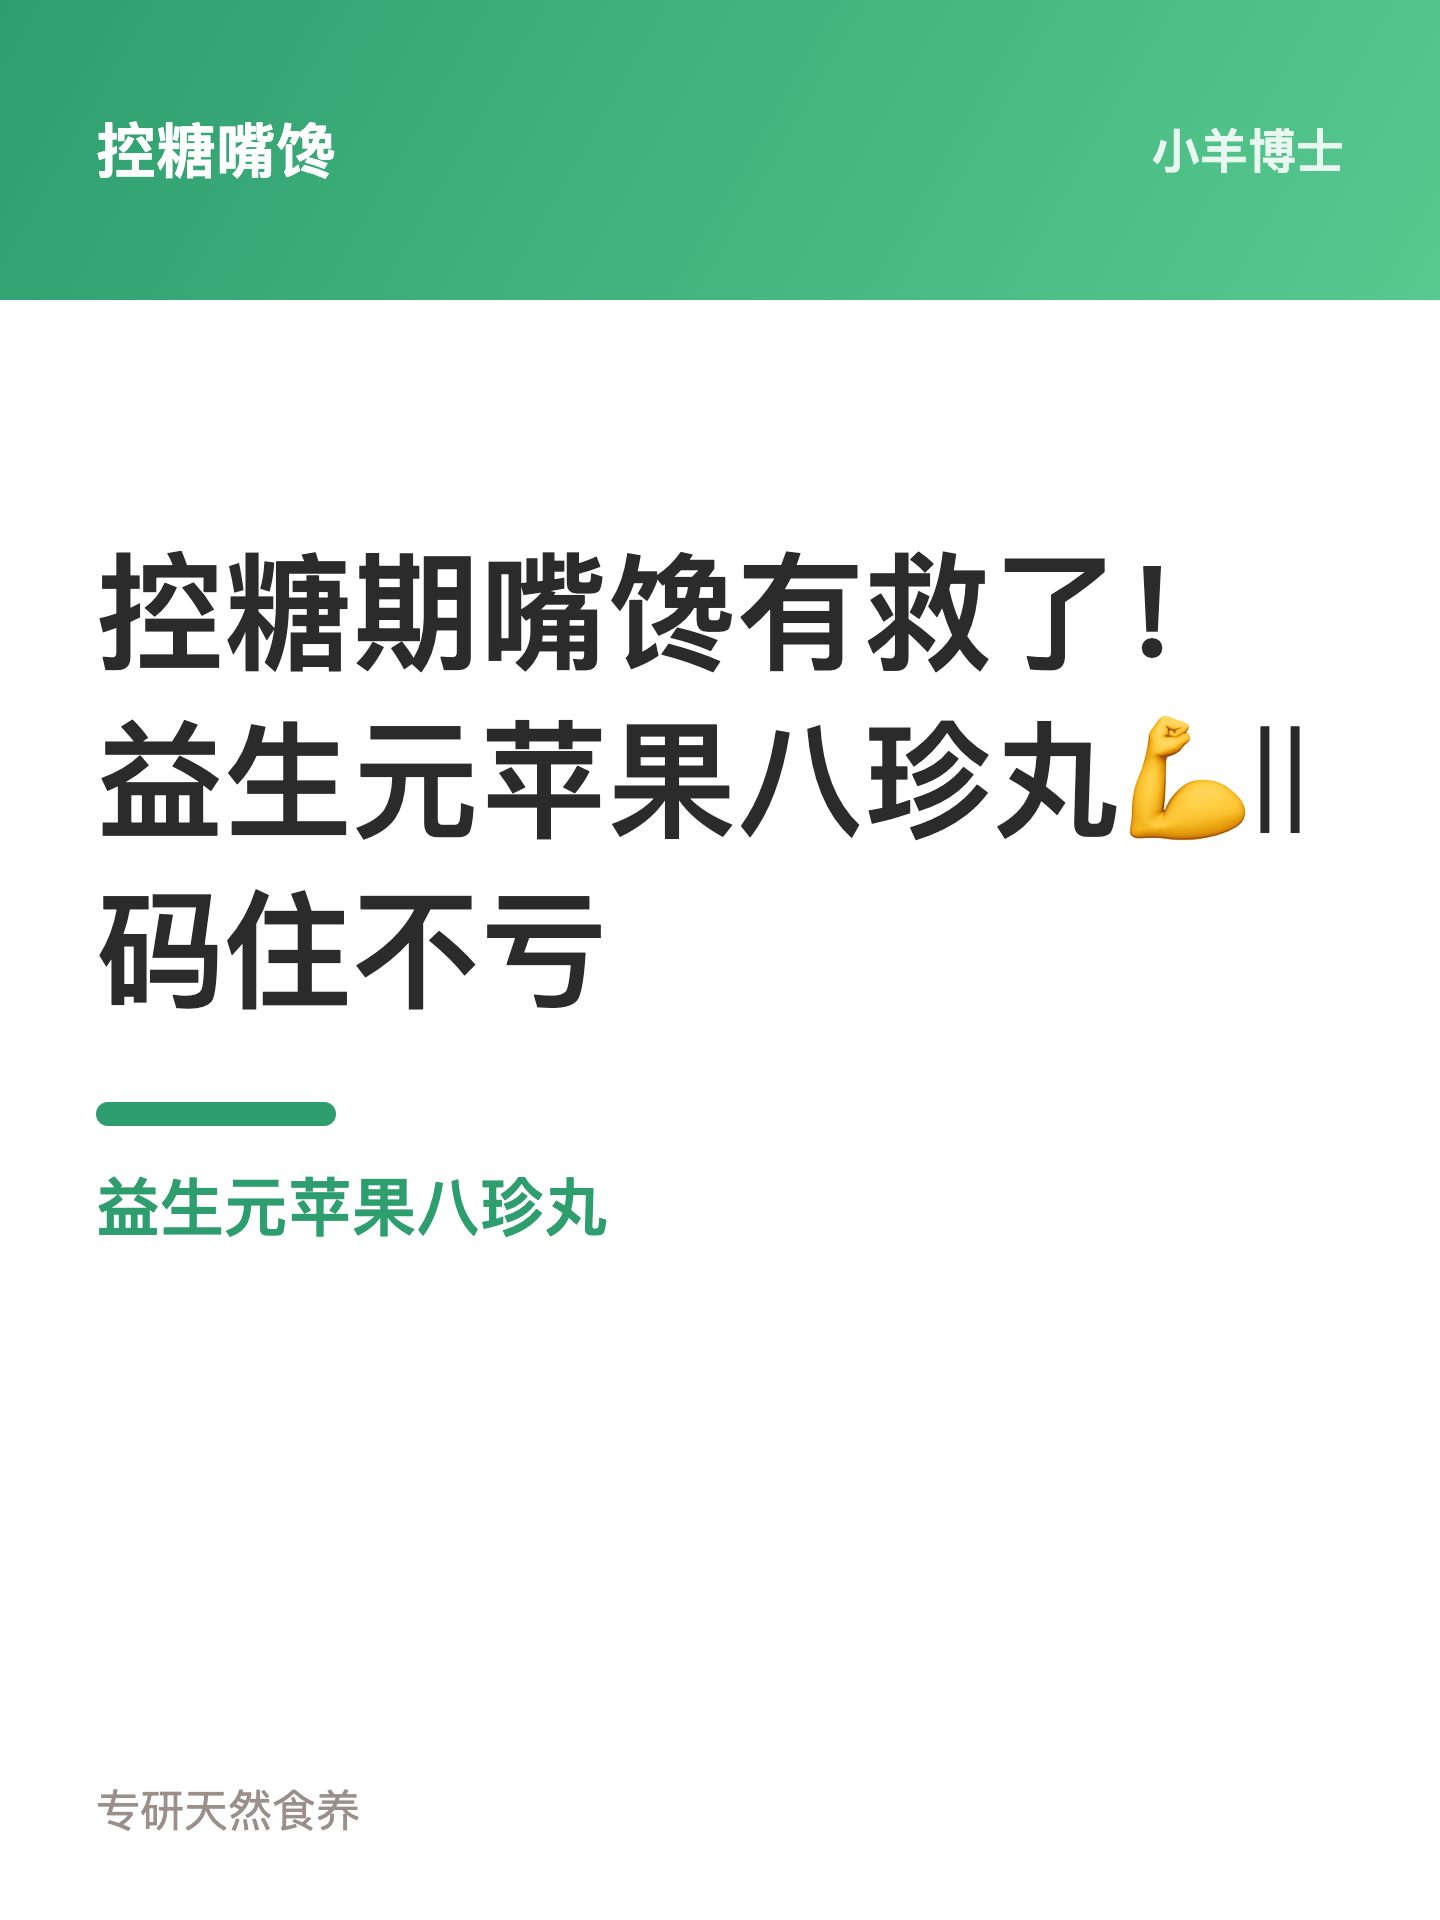 控糖嘴馋
小羊博士
控糖期嘴馋有救了！
益生元苹果八珍丸💪||
码住不亏
益生元苹果八珍丸
专研天然食养